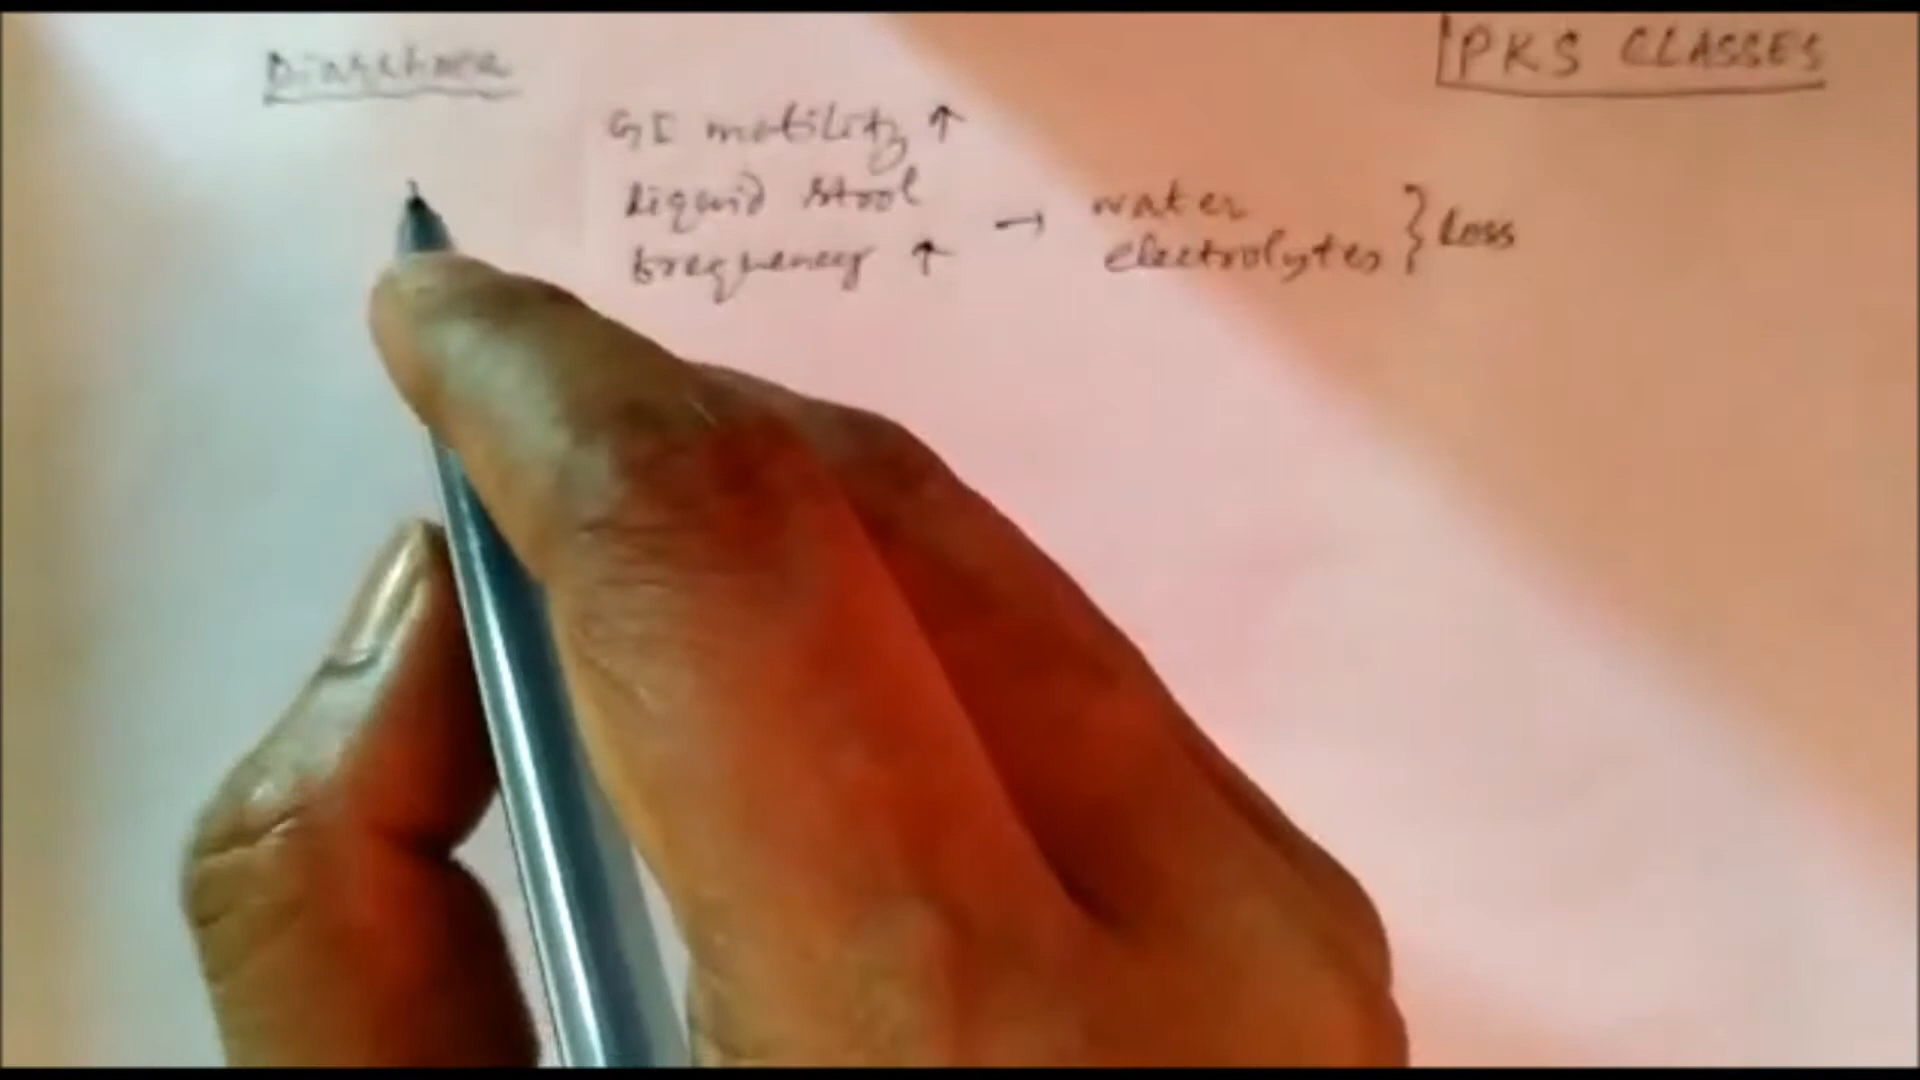 Diarrhoea
PKS CLASSES
GI motility ↑
Liquid stool
frequency ↑ → water
electrolytes } Loss